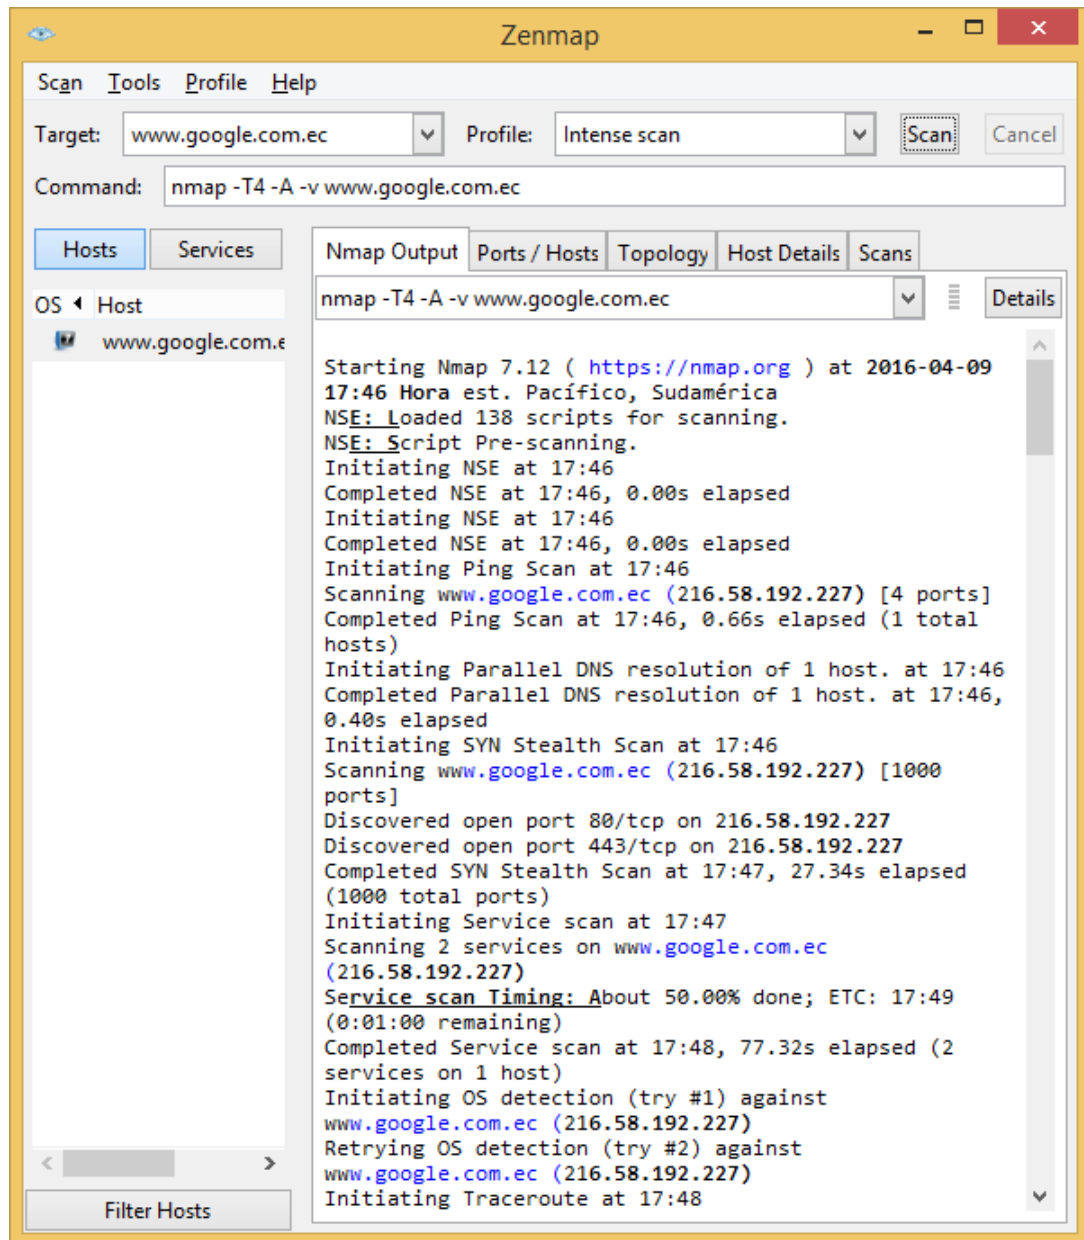 Zenmap
Scan Tools Profile Help
Target: www.google.com.ec Profile: Intense scan Scan Cancel
Command: nmap -T4 -A -v www.google.com.ec
Hosts Services
Nmap Output Ports / Hosts Topology Host Details Scans
OS Host
nmap -T4 -A -v www.google.com.ec Details
www.google.com.e
Starting Nmap 7.12 ( https://nmap.org ) at 2016-04-09
17:46 Hora est. Pacífico, Sudamérica
NSE: Loaded 138 scripts for scanning.
NSE: Script Pre-scanning.
Initiating NSE at 17:46
Completed NSE at 17:46, 0.00s elapsed
Initiating NSE at 17:46
Completed NSE at 17:46, 0.00s elapsed
Initiating Ping Scan at 17:46
Scanning www.google.com.ec (216.58.192.227) [4 ports]
Completed Ping Scan at 17:46, 0.66s elapsed (1 total
hosts)
Initiating Parallel DNS resolution of 1 host. at 17:46
Completed Parallel DNS resolution of 1 host. at 17:46,
0.40s elapsed
Initiating SYN Stealth Scan at 17:46
Scanning www.google.com.ec (216.58.192.227) [1000
ports]
Discovered open port 80/tcp on 216.58.192.227
Discovered open port 443/tcp on 216.58.192.227
Completed SYN Stealth Scan at 17:47, 27.34s elapsed
(1000 total ports)
Initiating Service scan at 17:47
Scanning 2 services on www.google.com.ec
(216.58.192.227)
Service scan Timing: About 50.00% done; ETC: 17:49
(0:01:00 remaining)
Completed Service scan at 17:48, 77.32s elapsed (2
services on 1 host)
Initiating OS detection (try #1) against
www.google.com.ec (216.58.192.227)
Retrying OS detection (try #2) against
www.google.com.ec (216.58.192.227)
Initiating Traceroute at 17:48
Filter Hosts